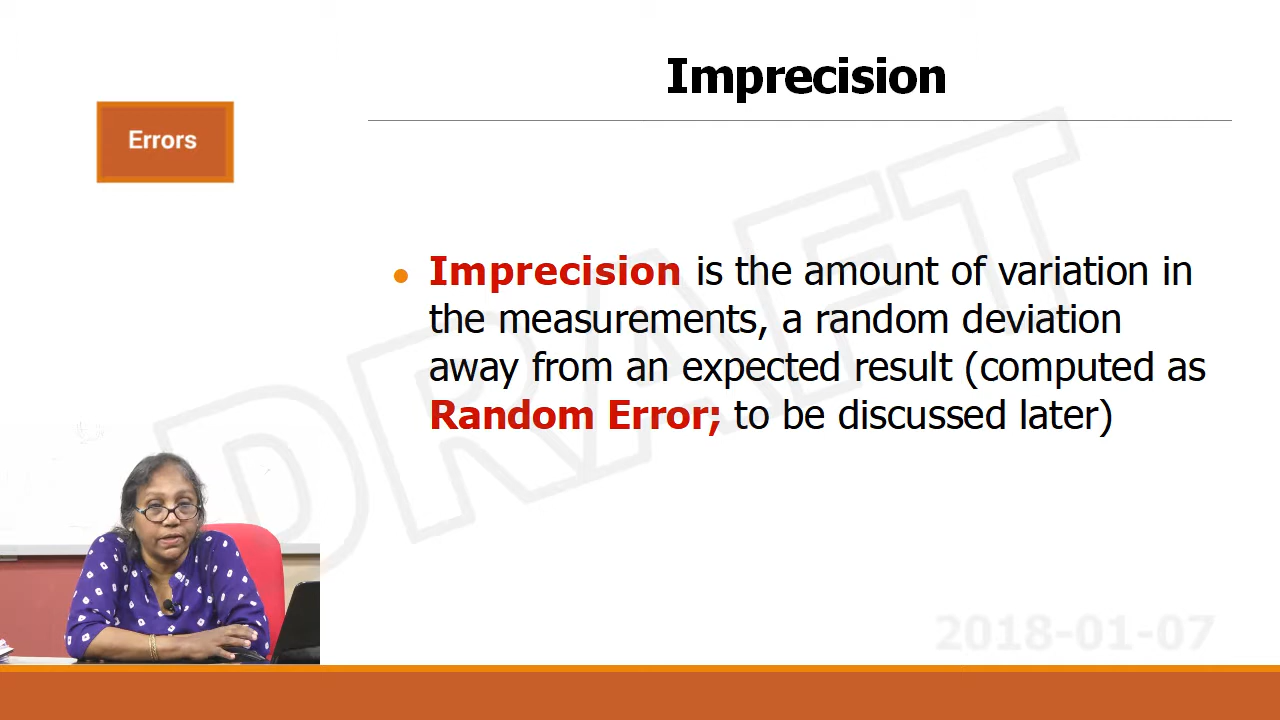 Imprecision
Errors
Imprecision is the amount of variation in
the measurements, a random deviation
away from an expected result (computed as
Random Error; to be discussed later)
DRAFT
2018-01-07